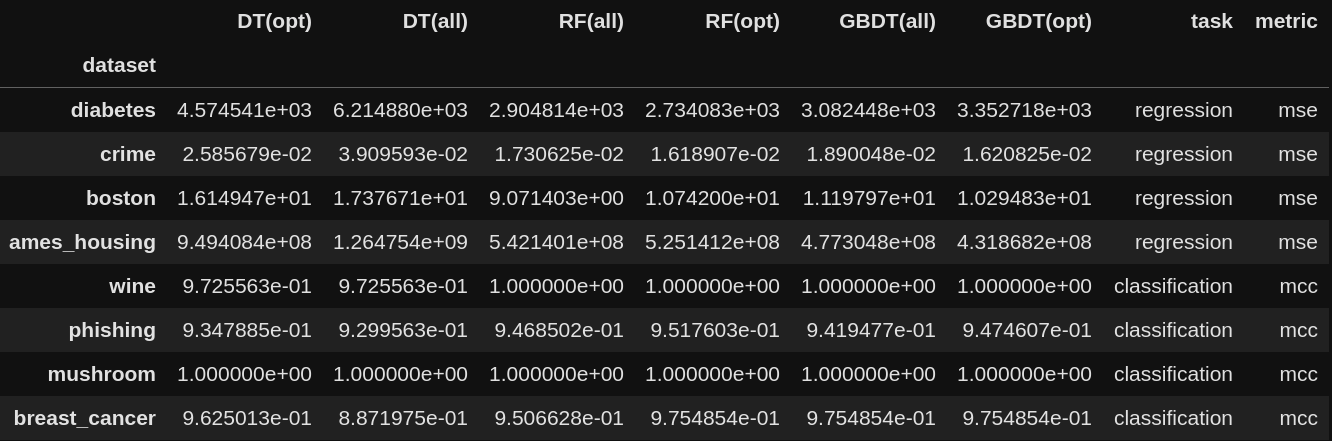 DT(opt) DT(all) RF(all) RF(opt) GBDT(all) GBDT(opt) task metric
dataset
diabetes 4.574541e+03 6.214880e+03 2.904814e+03 2.734083e+03 3.082448e+03 3.352718e+03 regression mse
crime 2.585679e-02 3.909593e-02 1.730625e-02 1.618907e-02 1.890048e-02 1.620825e-02 regression mse
boston 1.614947e+01 1.737671e+01 9.071403e+00 1.074200e+01 1.119797e+01 1.029483e+01 regression mse
ames_housing 9.494084e+08 1.264754e+09 5.421401e+08 5.251412e+08 4.773048e+08 4.318682e+08 regression mse
wine 9.725563e-01 9.725563e-01 1.000000e+00 1.000000e+00 1.000000e+00 1.000000e+00 classification mcc
phishing 9.347885e-01 9.299563e-01 9.468502e-01 9.517603e-01 9.419477e-01 9.474607e-01 classification mcc
mushroom 1.000000e+00 1.000000e+00 1.000000e+00 1.000000e+00 1.000000e+00 1.000000e+00 classification mcc
breast_cancer 9.625013e-01 8.871975e-01 9.506628e-01 9.754854e-01 9.754854e-01 9.754854e-01 classification mcc